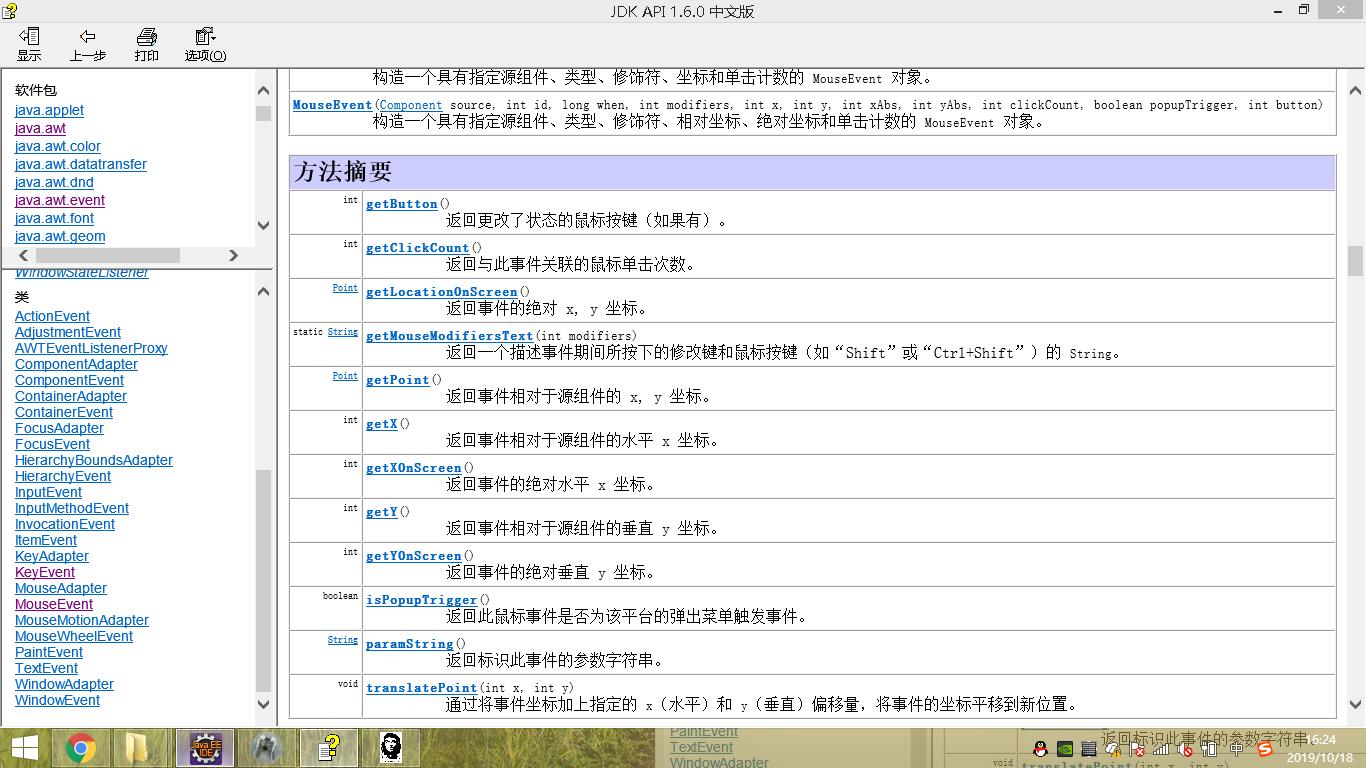 JDK API 1.6.0 中文版
显示
上一步
打印
选项(O)
软件包
java.applet
java.awt
java.awt.color
java.awt.datatransfer
java.awt.dnd
java.awt.event
java.awt.font
java.awt.geom
WindowStateListener
类
ActionEvent
AdjustmentEvent
AWTEventListenerProxy
ComponentAdapter
ComponentEvent
ContainerAdapter
ContainerEvent
FocusAdapter
FocusEvent
HierarchyBoundsAdapter
HierarchyEvent
InputEvent
InputMethodEvent
InvocationEvent
ItemEvent
KeyAdapter
KeyEvent
MouseAdapter
MouseEvent
MouseMotionAdapter
MouseWheelEvent
PaintEvent
TextEvent
WindowAdapter
WindowEvent
构造一个具有指定源组件、类型、修饰符、坐标和单击计数的 MouseEvent 对象。
MouseEvent(Component source, int id, long when, int modifiers, int x, int y, int xAbs, int yAbs, int clickCount, boolean popupTrigger, int button)
构造一个具有指定源组件、类型、修饰符、相对坐标、绝对坐标和单击计数的 MouseEvent 对象。
方法摘要
int getButton()
返回更改了状态的鼠标按键（如果有）。
int getClickCount()
返回与此事件关联的鼠标单击次数。
Point getLocationOnScreen()
返回事件的绝对 x, y 坐标。
static String getMouseModifiersText(int modifiers)
返回一个描述事件期间所按下的修改键和鼠标按键（如“Shift”或“Ctrl+Shift”）的 String。
Point getPoint()
返回事件相对于源组件的 x, y 坐标。
int getX()
返回事件相对于源组件的水平 x 坐标。
int getXOnScreen()
返回事件的绝对水平 x 坐标。
int getY()
返回事件相对于源组件的垂直 y 坐标。
int getYOnScreen()
返回事件的绝对垂直 y 坐标。
boolean isPopupTrigger()
返回此鼠标事件是否为该平台的弹出菜单触发事件。
String paramString()
返回标识此事件的参数字符串。
void translatePoint(int x, int y)
通过将事件坐标加上指定的 x（水平）和 y（垂直）偏移量，将事件的坐标平移到新位置。
Java EE
IDE
PaintEvent
TextEvent
WindowAdapter
返回标识此事件的参数字符串。
void translatePoint(int x, int y)
中
16:24
2019/10/18